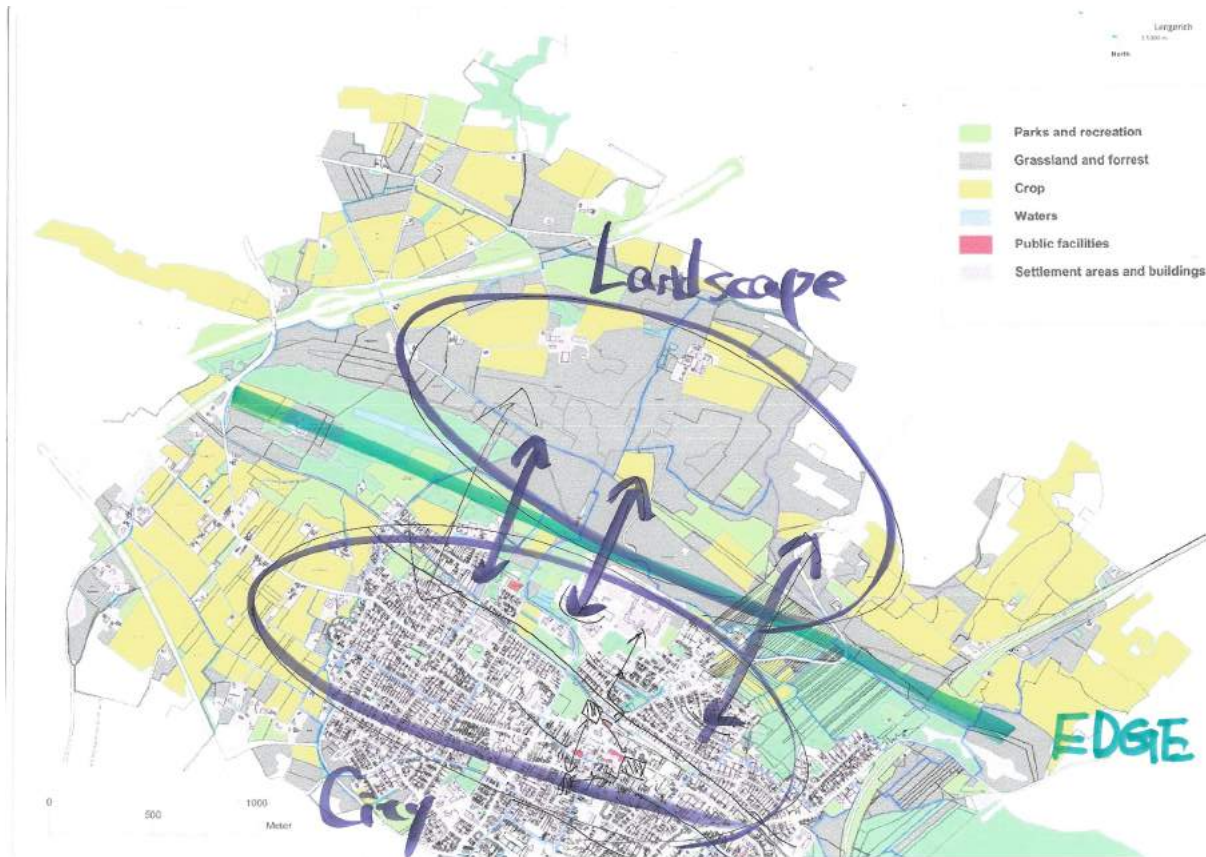 North
Parks and recreation
Grassland and forrest
Crop
Waters
Public facilities
Settlement areas and buildings
Landscape
EDGE
City
0
500
1000
Meter